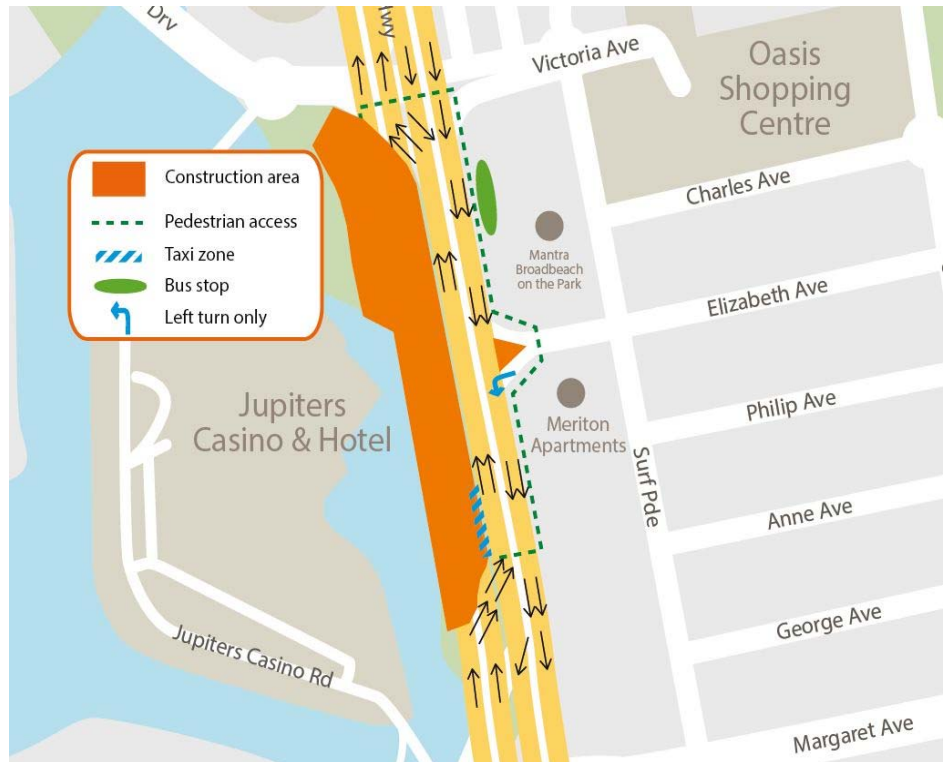 Drv
Hwy
Victoria Ave
Oasis
Shopping
Centre
Construction area
Pedestrian access
Taxi zone
Bus stop
Left turn only
Charles Ave
Mantra
Broadbeach
on the Park
Elizabeth Ave
Jupiters
Casino & Hotel
Meriton
Apartments
Philip Ave
Surf Pde
Anne Ave
George Ave
Jupiters Casino Rd
Margaret Ave